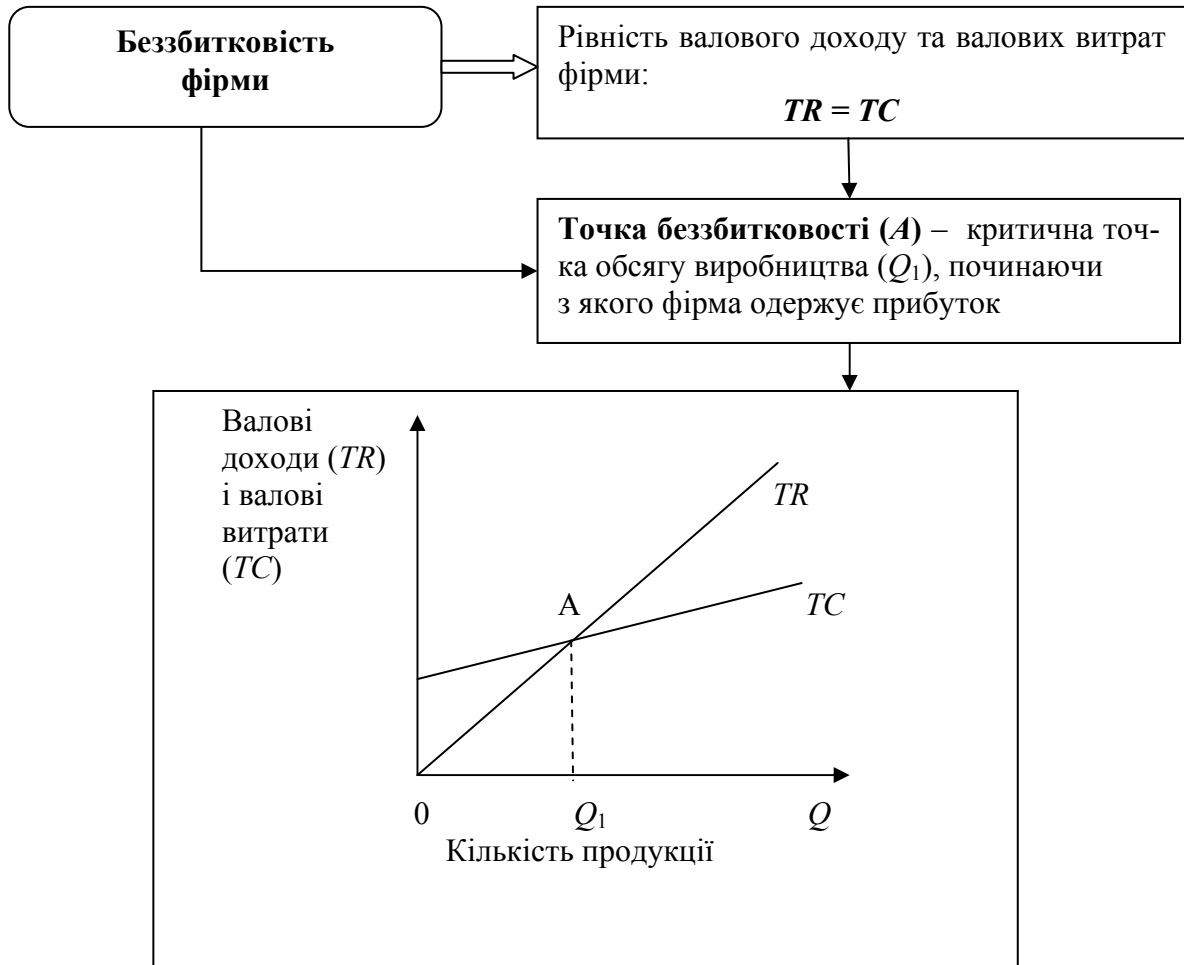 Беззбитковість
фірми
Рівність валового доходу та валових витрат
фірми:
TR = TC
Точка беззбитковості (A) – критична точ-
ка обсягу виробництва (Q1), починаючи
з якого фірма одержує прибуток
Валові
доходи (TR)
і валові
витрати
(TC)
TR
A
TC
0
Q1
Q
Кількість продукції